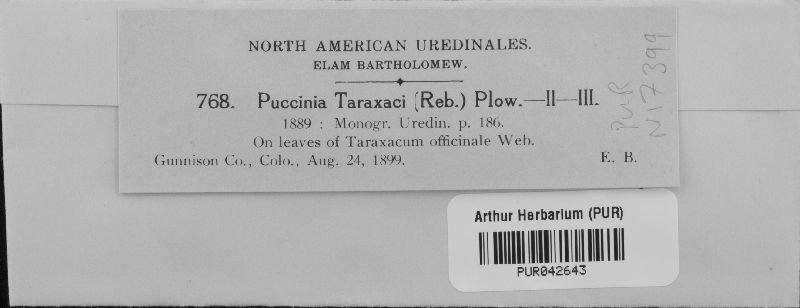 NORTH AMERICAN UREDINALES.
ELAM BARTHOLOMEW.
768. Puccinia Taraxaci (Reb.) Plow.—II—III.
1889 : Monogr. Uredin. p. 186.
On leaves of Taraxacum officinale Web.
Gunnison Co., Colo., Aug. 24, 1899. E. B.
PUR
N17399
Arthur Herbarium (PUR)
PUR042643